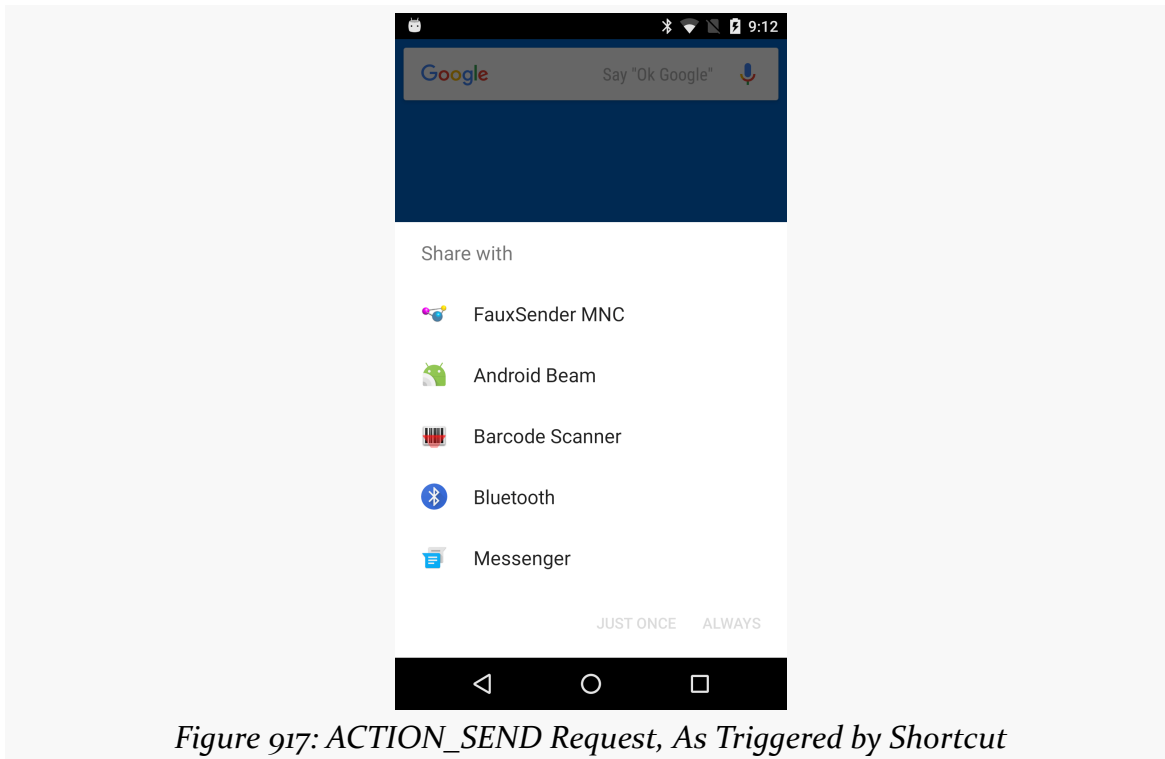 9:12
Google Say "Ok Google"
Share with
FauxSender MNC
Android Beam
Barcode Scanner
Bluetooth
Messenger
JUST ONCE ALWAYS
Figure 917: ACTION_SEND Request, As Triggered by Shortcut